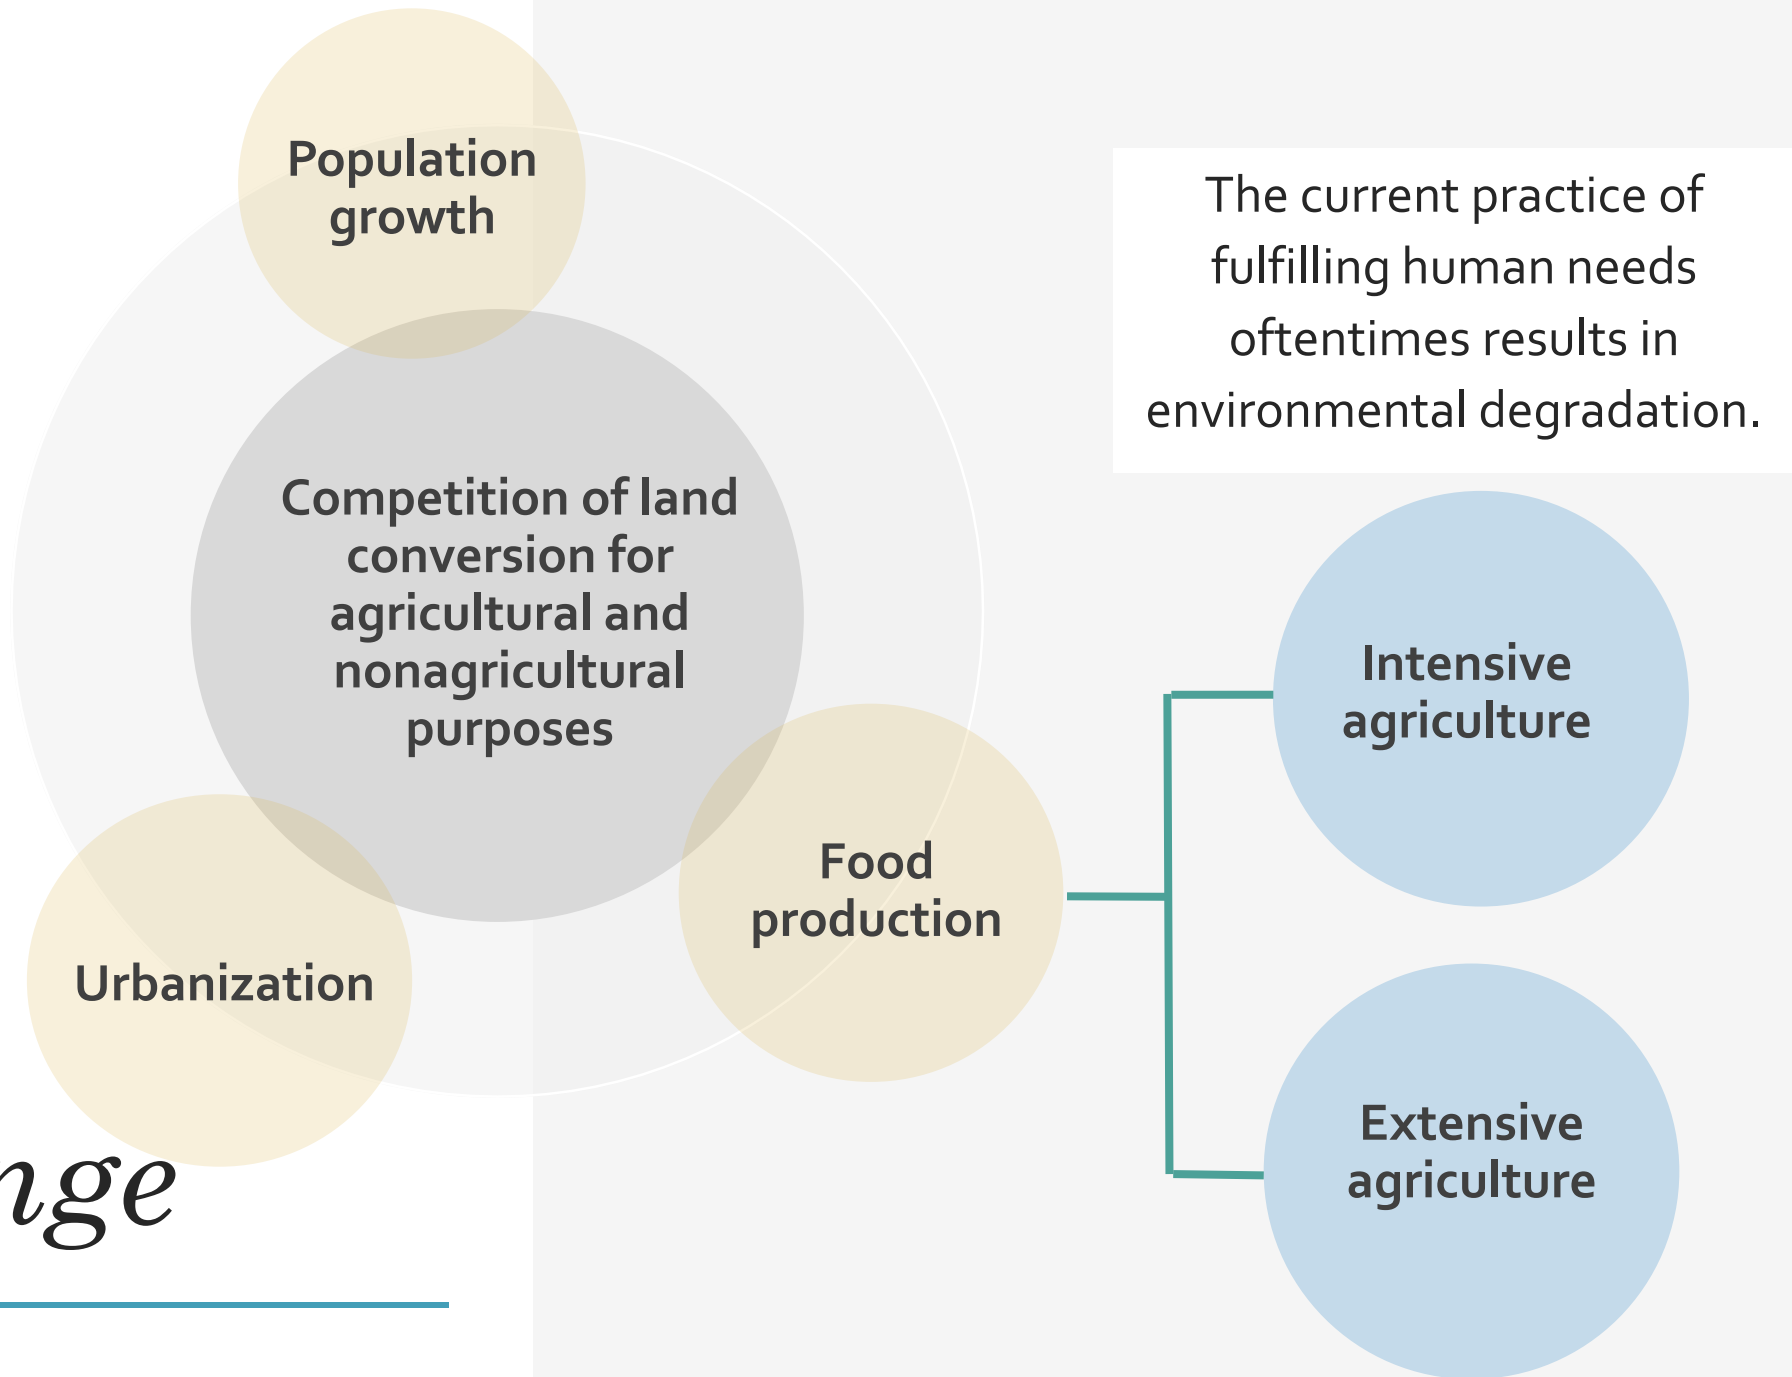 Population
growth
The current practice of
fulfilling human needs
oftentimes results in
environmental degradation.
Competition of land
conversion for
agricultural and
nonagricultural
purposes
Intensive
agriculture
Food
production
Urbanization
Extensive
agriculture
nge